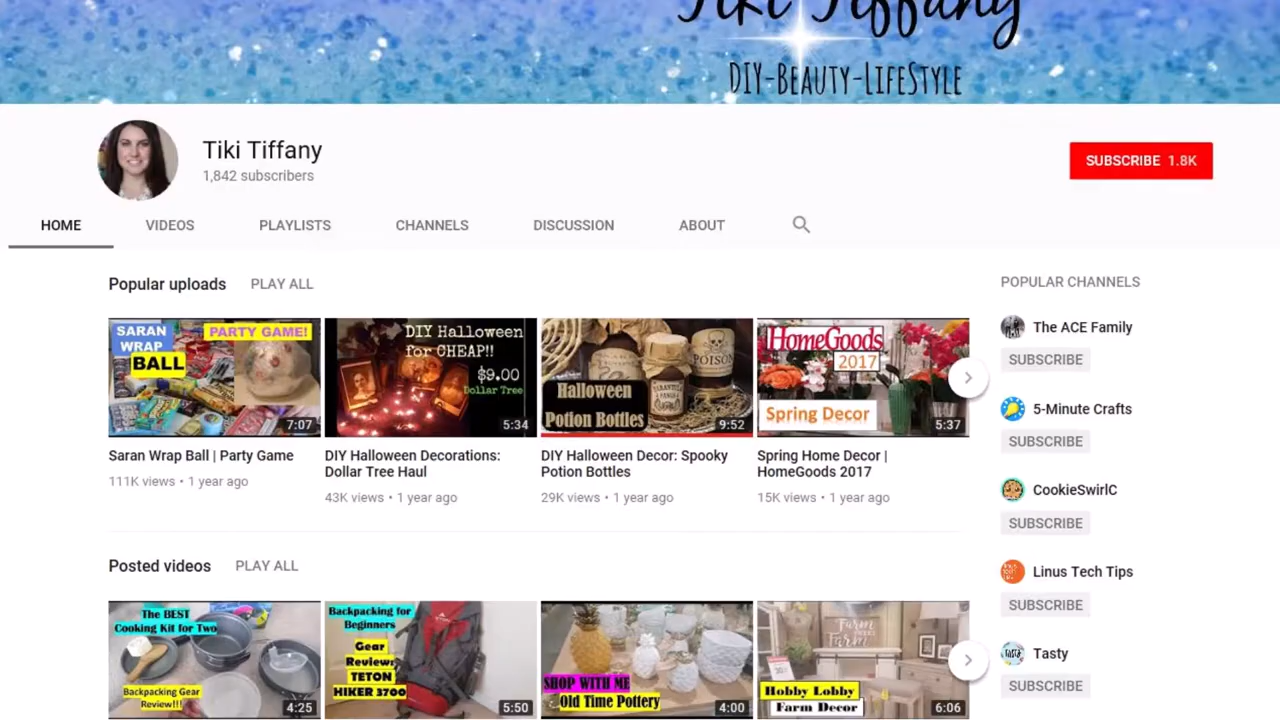 Tiki Tiffany
DIY-Beauty-LifeStyle
Tiki Tiffany
1,842 subscribers
SUBSCRIBE 1.8K
HOME VIDEOS PLAYLISTS CHANNELS DISCUSSION ABOUT
Popular uploads PLAY ALL
SARAN
WRAP
BALL
PARTY GAME!
7:07
DIY Halloween
for CHEAP!!
$9.00
Dollar Tree
5:34
Halloween
Potion Bottles
POISON
9:52
HomeGoods
2017
Spring Decor
5:37
Saran Wrap Ball | Party Game
111K views • 1 year ago
DIY Halloween Decorations:
Dollar Tree Haul
43K views • 1 year ago
DIY Halloween Decor: Spooky
Potion Bottles
29K views • 1 year ago
Spring Home Decor |
HomeGoods 2017
15K views • 1 year ago
Posted videos PLAY ALL
The BEST
Cooking Kit for Two
Backpacking Gear
Review!!!
4:25
Backpacking for
Beginners
Gear
Review:
TETON
HIKER 3700
5:50
SHOP WITH ME
Old Time Pottery
4:00
Farm
Farm
Hobby Lobby
Farm Decor
6:06
POPULAR CHANNELS
The ACE Family
SUBSCRIBE
5-Minute Crafts
SUBSCRIBE
CookieSwirlC
SUBSCRIBE
Linus Tech Tips
SUBSCRIBE
Tasty
SUBSCRIBE